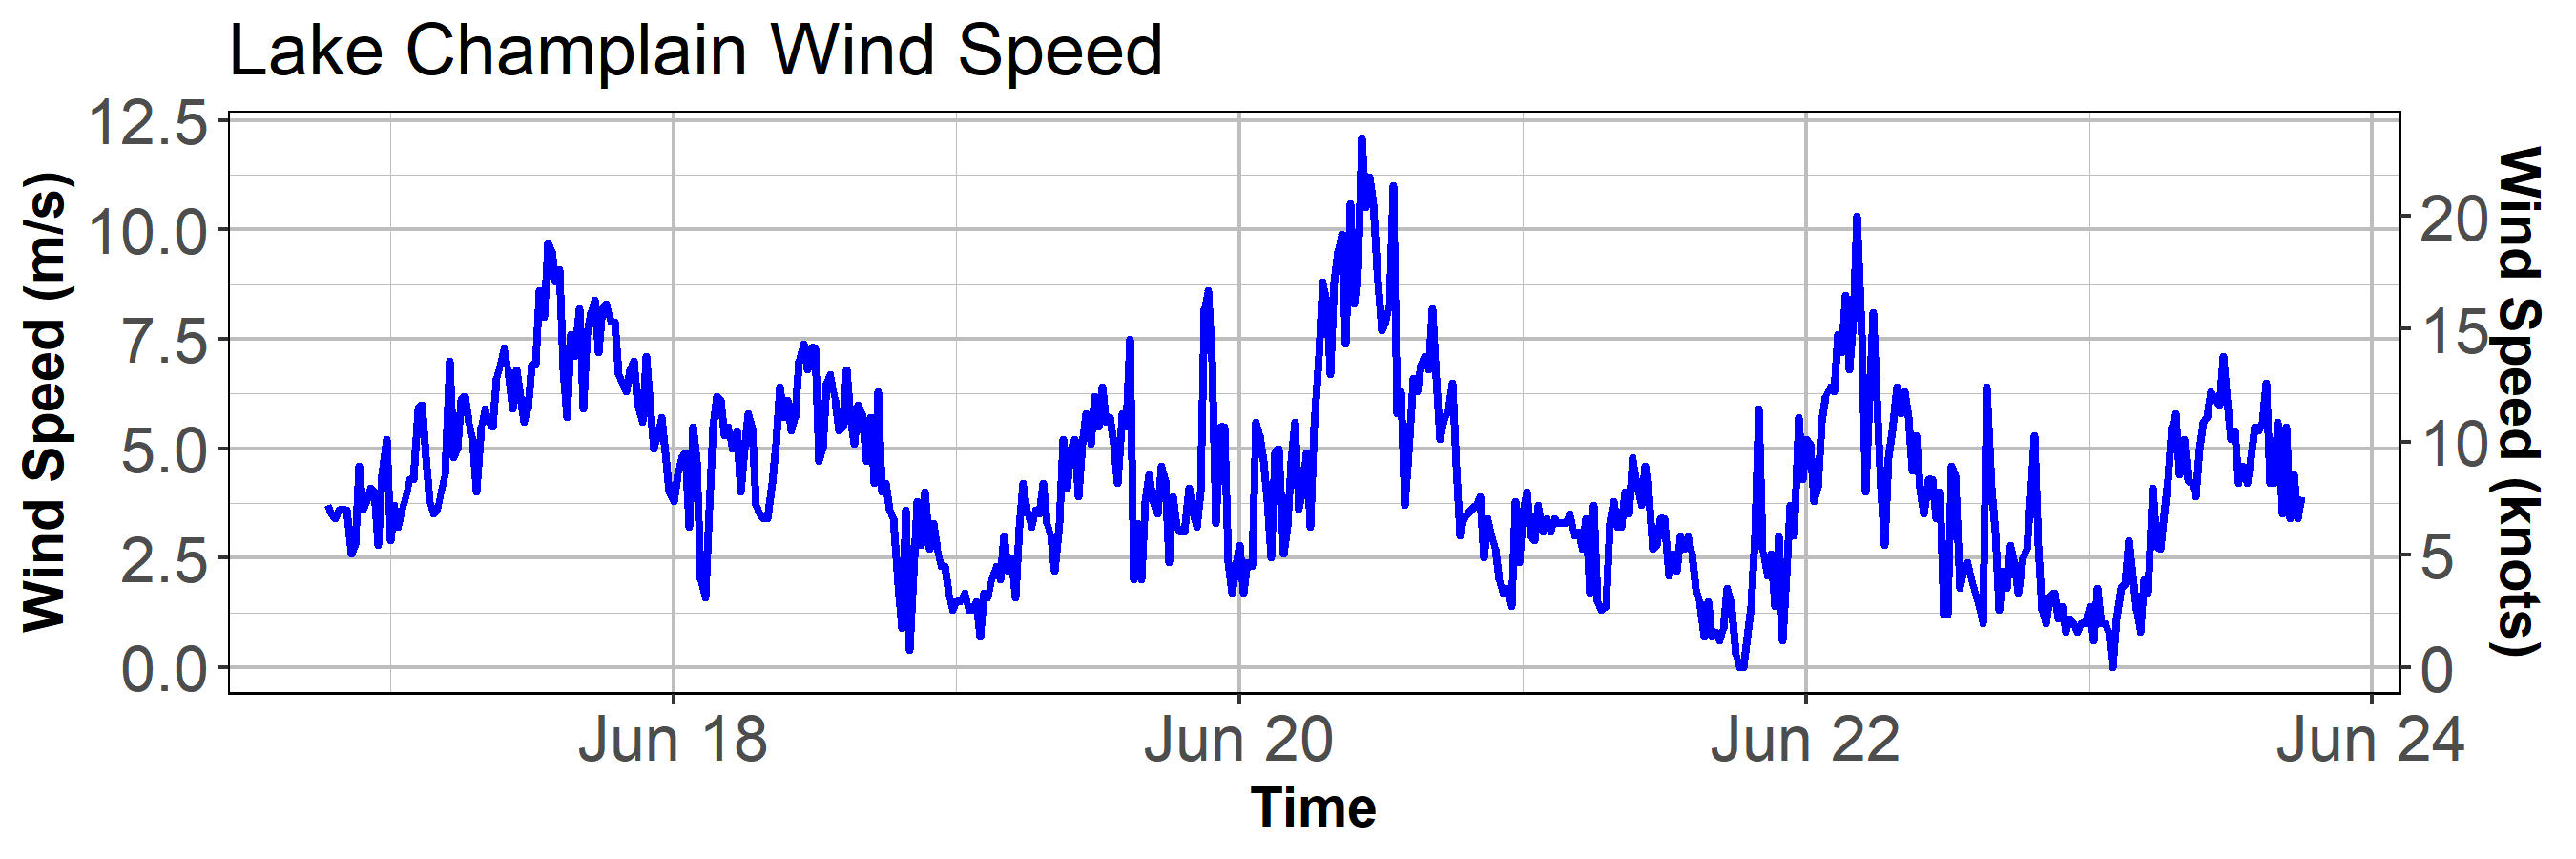 Lake Champlain Wind Speed
Wind Speed (m/s)
12.5
10.0
7.5
5.0
2.5
0.0
20
15
10
5
0
Wind Speed (knots)
Jun 18
Jun 20
Jun 22
Jun 24
Time